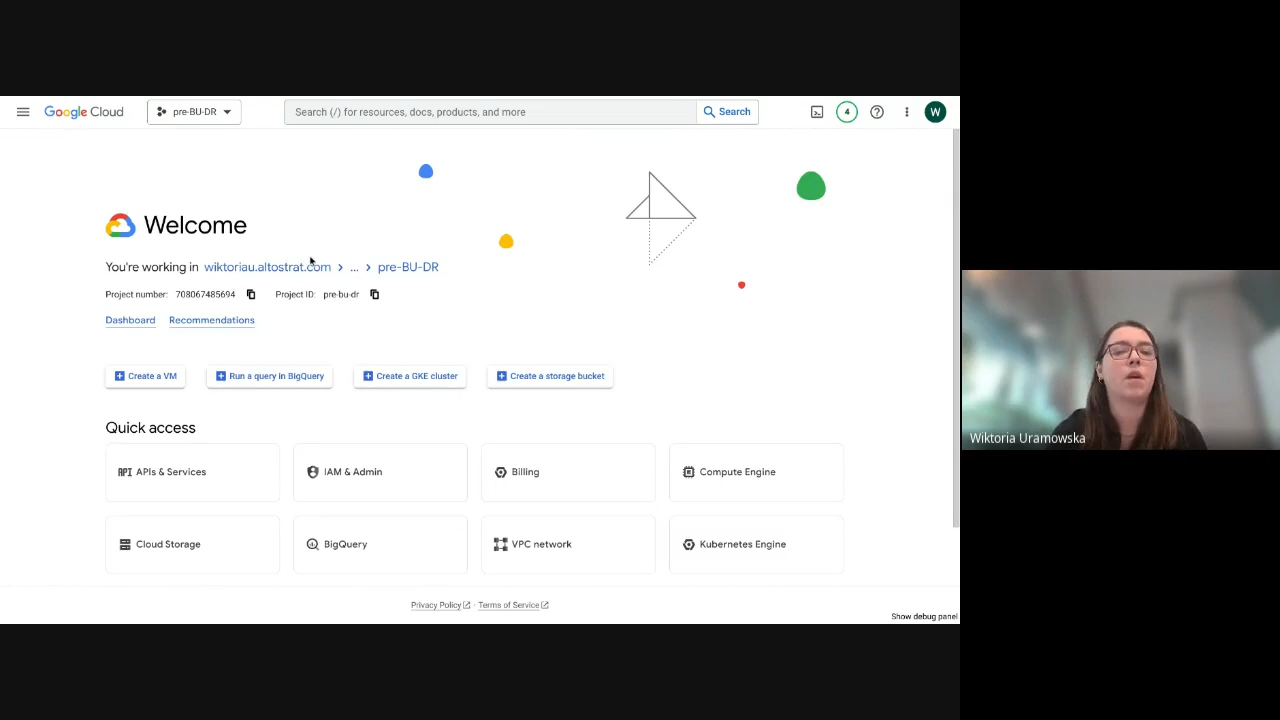 Google Cloud
pre-BU-DR
Search (/) for resources, docs, products, and more
Search
4
W
Welcome
You're working in wiktoriau.altostrat.com > ... > pre-BU-DR
Project number: 708067485694 Project ID: pre-bu-dr
Dashboard Recommendations
Create a VM Run a query in BigQuery Create a GKE cluster Create a storage bucket
Quick access
API APIs & Services IAM & Admin Billing Compute Engine
Cloud Storage BigQuery VPC network Kubernetes Engine
Privacy Policy · Terms of Service
Show debug panel
Wiktoria Uramowska